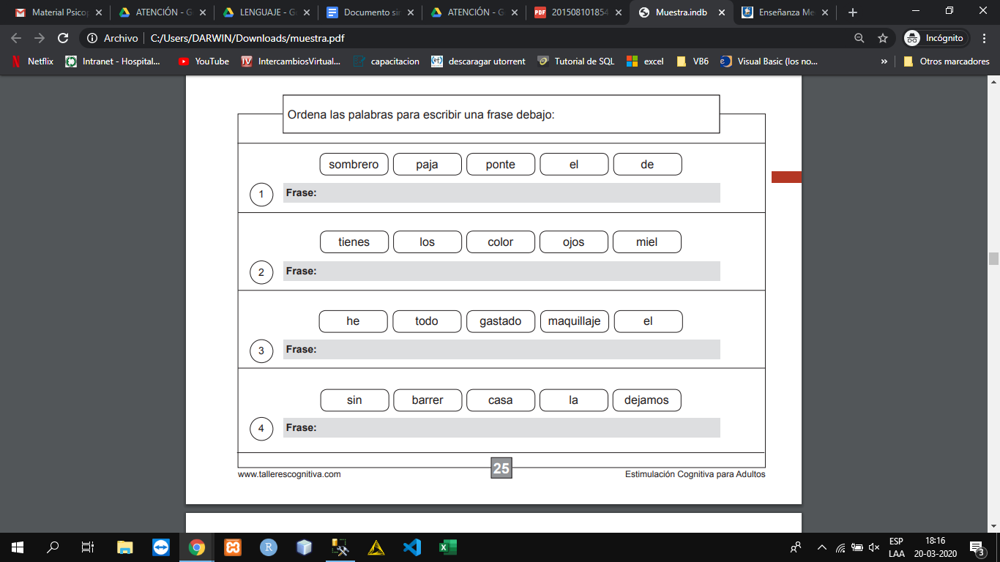 Material Psicop
ATENCIÓN - G
LENGUAJE - G
Documento sin
ATENCIÓN - G
201508101854
Muestra.indb
Enseñanza Me
Archivo C:/Users/DARWIN/Downloads/muestra.pdf
Incógnito
Netflix
Intranet - Hospital...
YouTube
IntercambiosVirtual...
capacitacion
descaragar utorrent
Tutorial de SQL
excel
VB6
Visual Basic (los no...
»
Otros marcadores
Ordena las palabras para escribir una frase debajo:
sombrero paja ponte el de
1 Frase:
tienes los color ojos miel
2 Frase:
he todo gastado maquillaje el
3 Frase:
sin barrer casa la dejamos
4 Frase:
25
www.tallerescognitiva.com
Estimulación Cognitiva para Adultos
ESP
LAA
18:16
20-03-2020
3